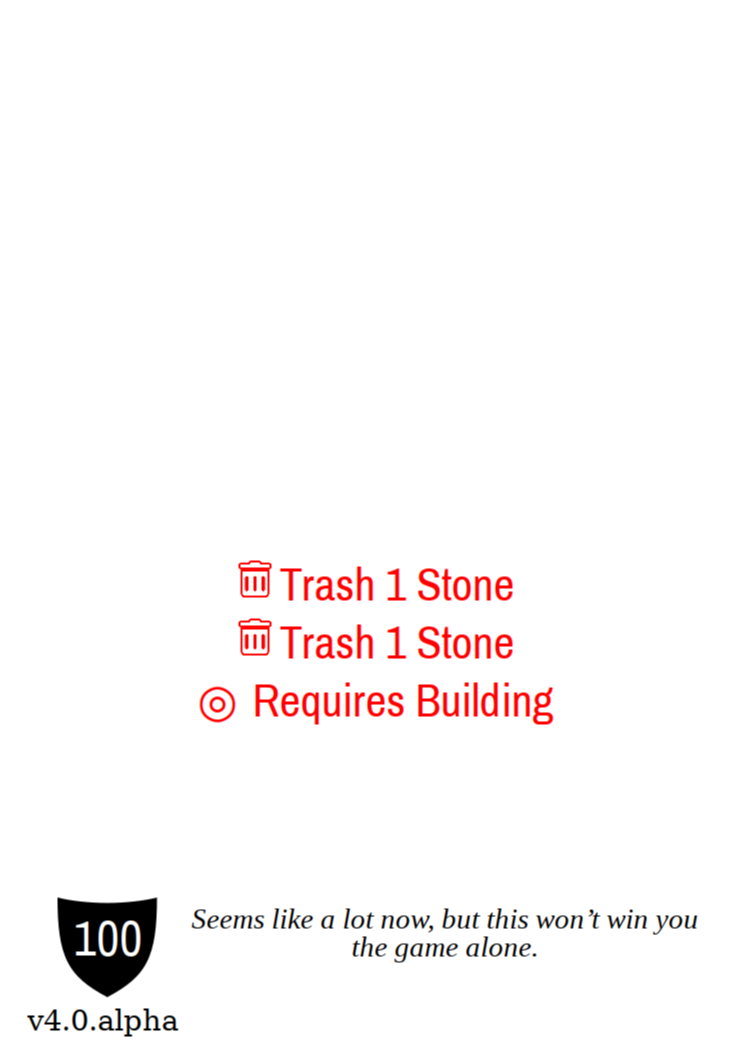 Trash 1 Stone
Trash 1 Stone
Requires Building
100
Seems like a lot now, but this won’t win you
the game alone.
v4.0.alpha